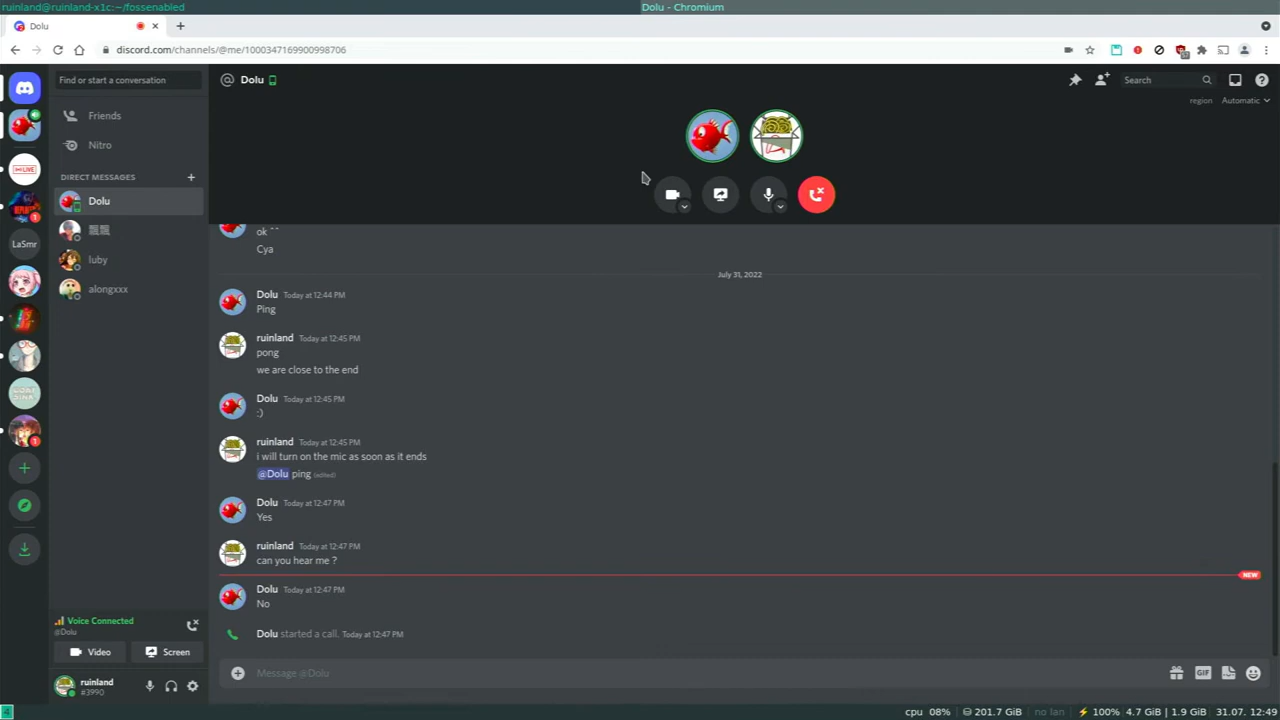 ruinland@ruinland-x1c:~/fossenabled
Dolu - Chromium
Dolu
discord.com/channels/@me/1000347169900998706
Find or start a conversation
Dolu
Search
region
Automatic
Friends
Nitro
LIVE
DIRECT MESSAGES
Dolu
1
LaSmr
luby
alongxxx
1
ok ^^
Cya
July 31, 2022
Dolu Today at 12:44 PM
Ping
ruinland Today at 12:45 PM
pong
we are close to the end
Dolu Today at 12:45 PM
:)
ruinland Today at 12:45 PM
i will turn on the mic as soon as it ends
@Dolu ping (edited)
Dolu Today at 12:47 PM
Yes
ruinland Today at 12:47 PM
can you hear me ?
NEW
Dolu Today at 12:47 PM
No
Dolu started a call. Today at 12:47 PM
Voice Connected
@Dolu
Video
Screen
Message @Dolu
GIF
ruinland
#3990
4
cpu 08%
201.7 GiB
no lan
100%
4.7 GiB | 1.9 GiB
31.07. 12:49